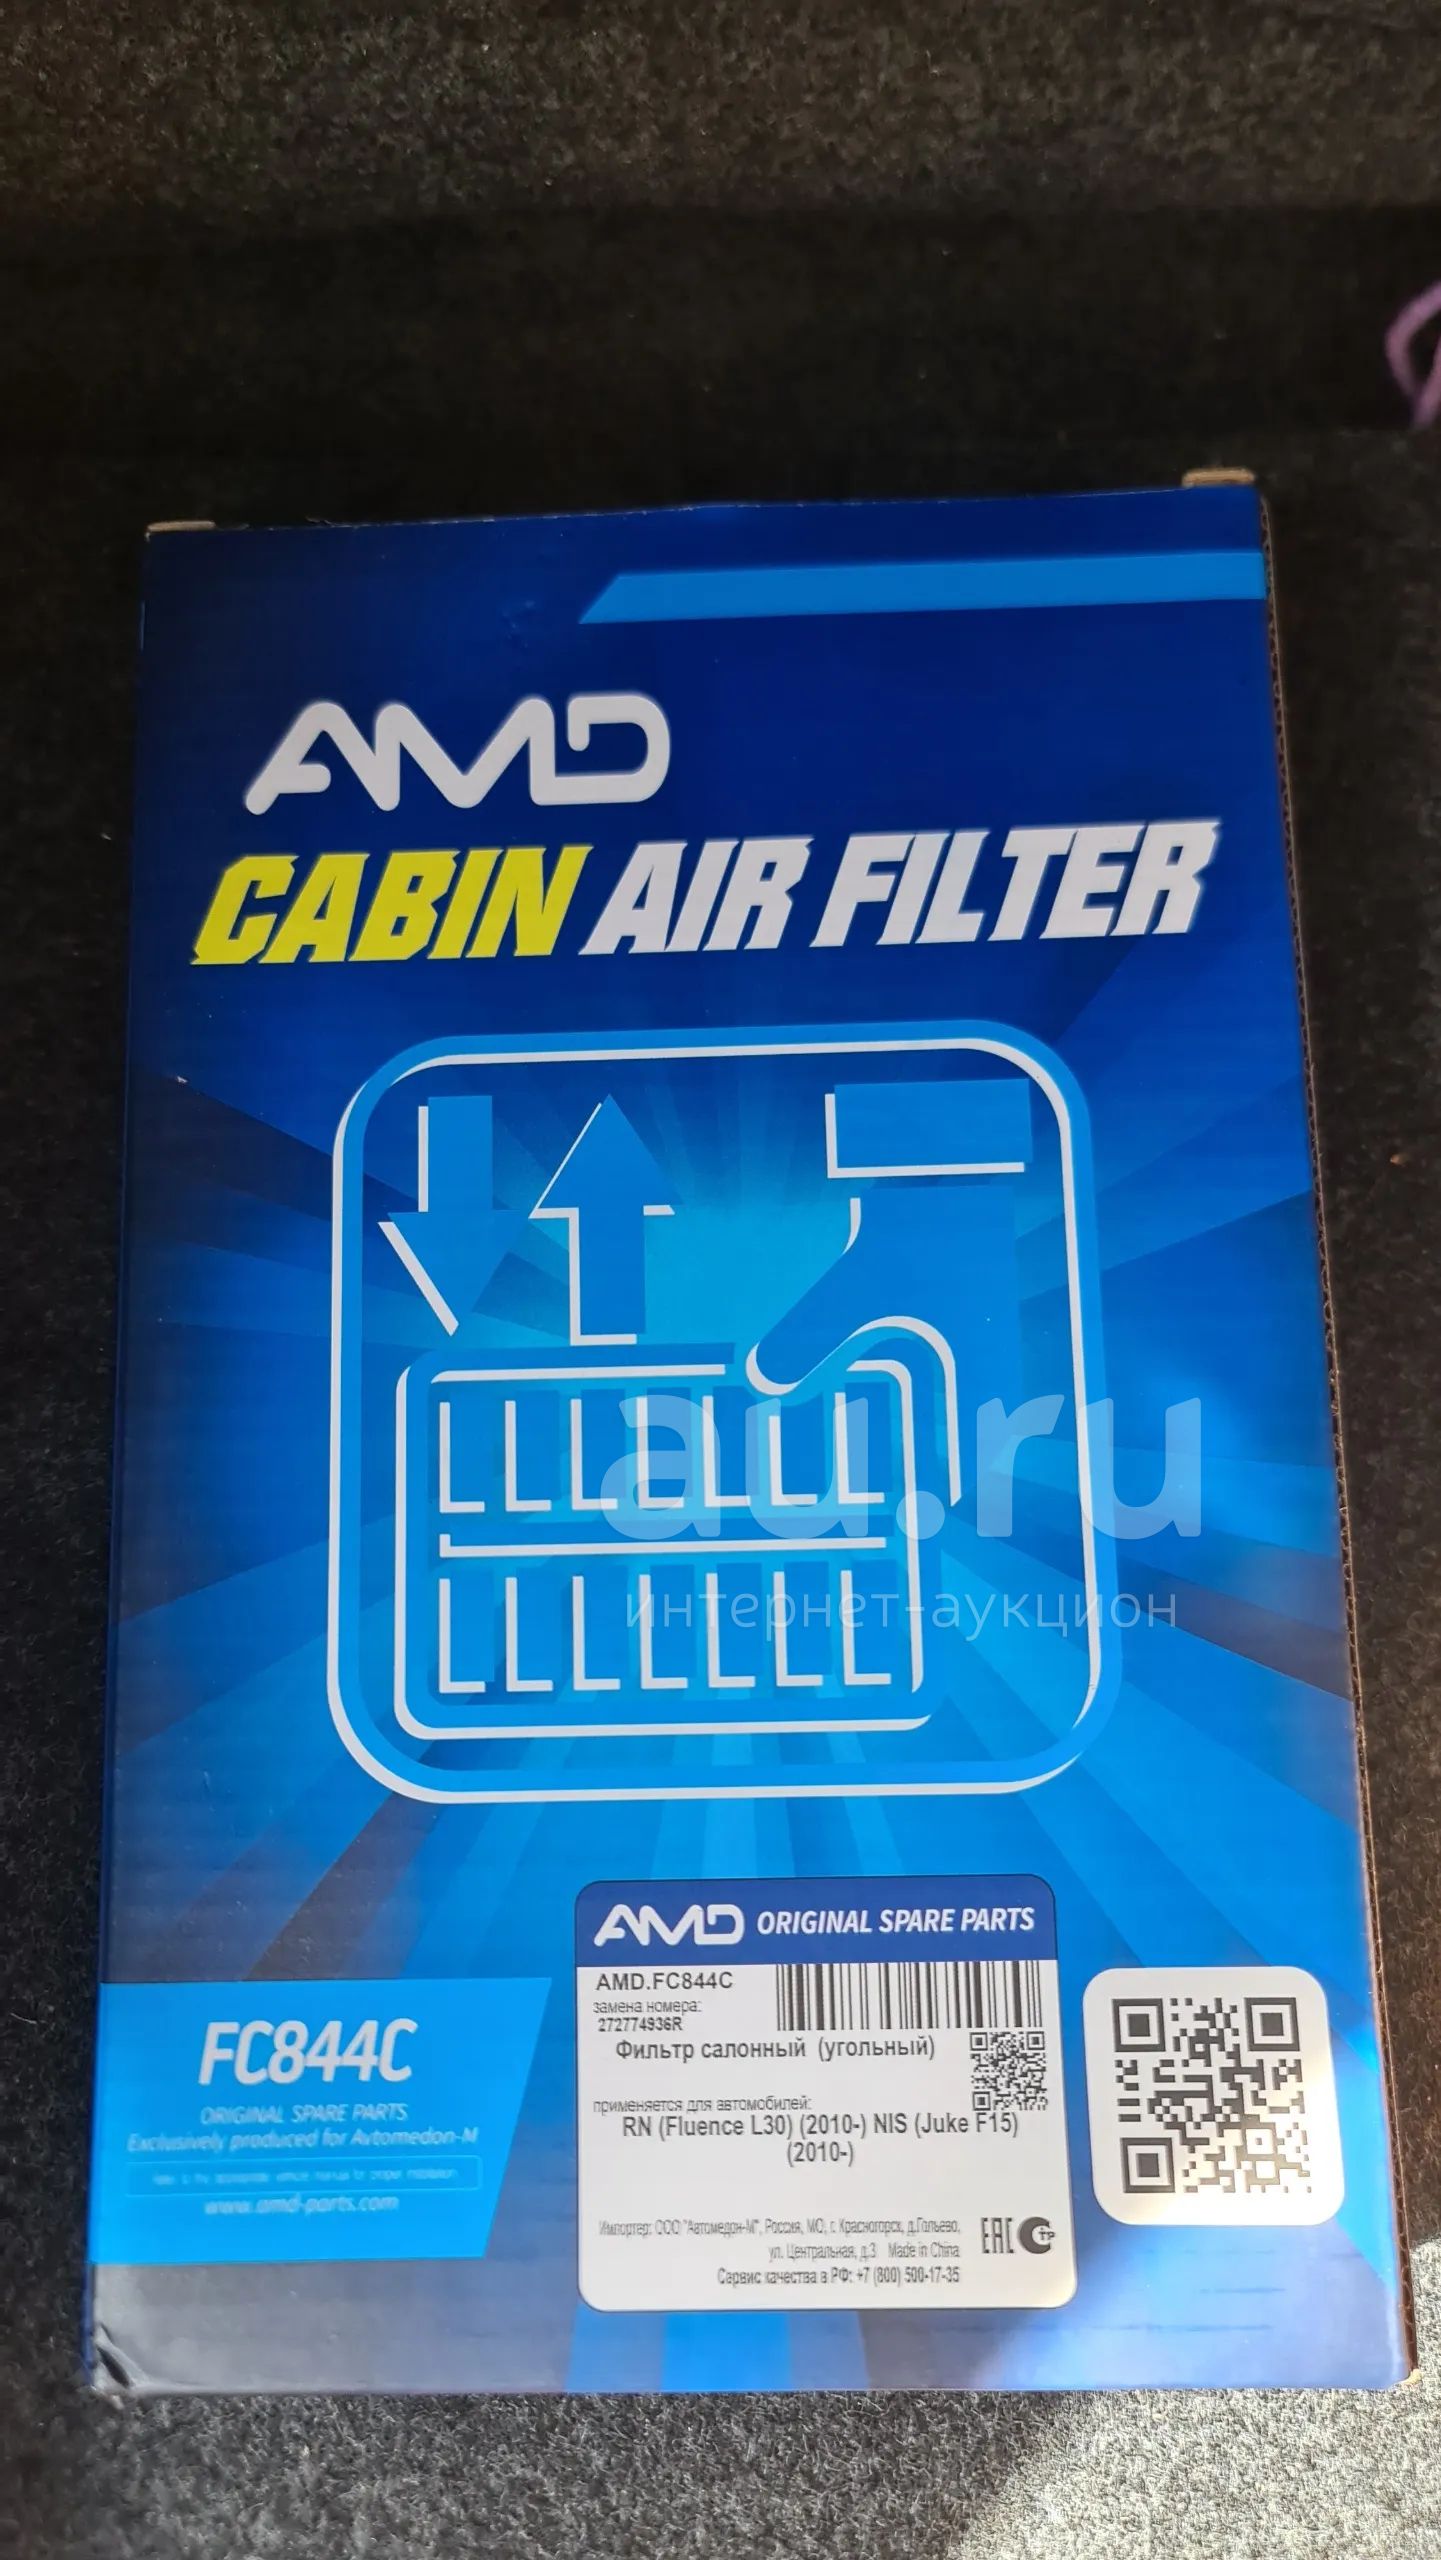 AMD
CABIN AIR FILTER
au.ru
интернет-аукцион
AMD ORIGINAL SPARE PARTS
AMD.FC844C
замена номера:
272774936R
Фильтр салонный (угольный)
применяется для автомобилей:
RN (Fluence L30) (2010-) NIS (Juke F15)
(2010-)
Импортер: ООО "Автомедон-М", Россия, МО, г. Красногорск, д.Гольево,
ул. Центральная, д.3 Made in China
Сервис качества в РФ: +7 (800) 500-17-35
EAC
FC844C
ORIGINAL SPARE PARTS
Exclusively produced for Avtomedon-M
www.amd-parts.com